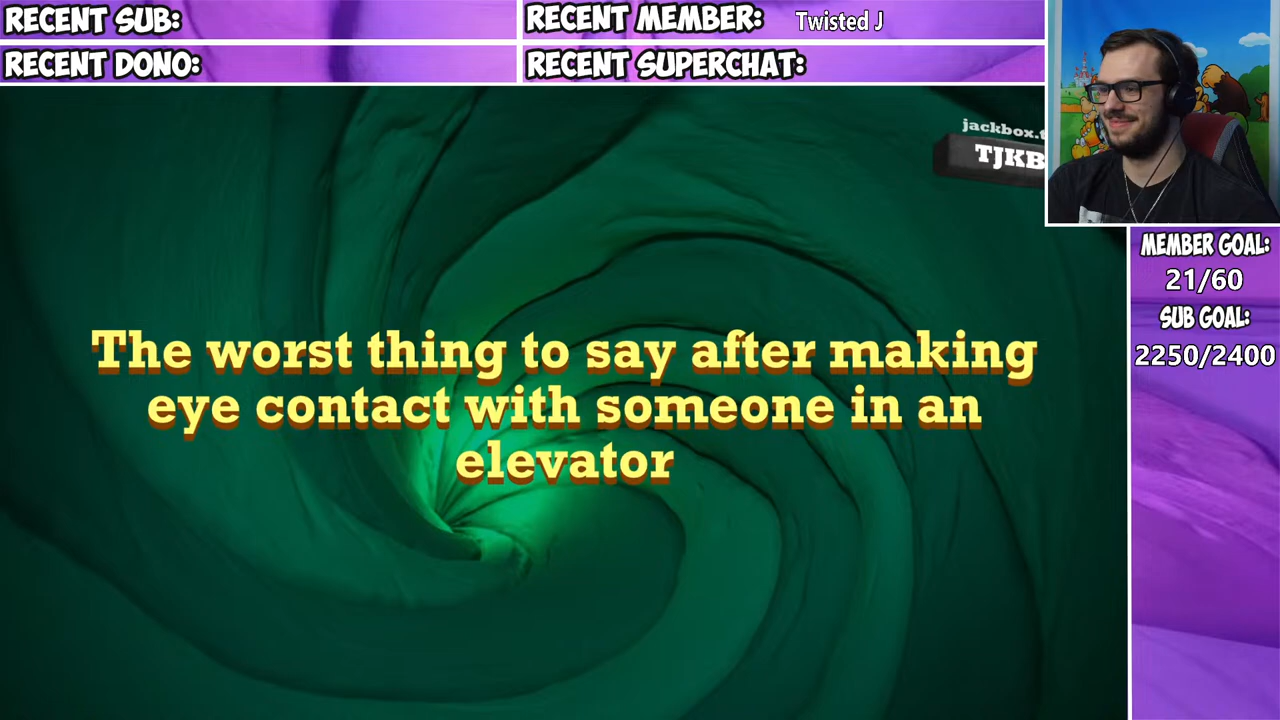 RECENT SUB:
RECENT MEMBER: Twisted J
RECENT DONO:
RECENT SUPERCHAT:
jackbox.t
TJKB
MEMBER GOAL:
21/60
SUB GOAL:
2250/2400
The worst thing to say after making
eye contact with someone in an
elevator